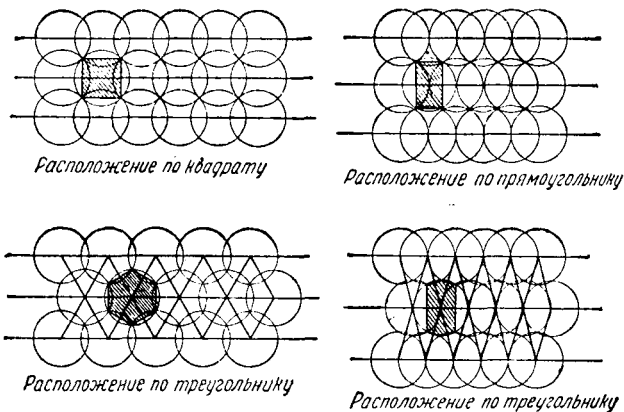 Расположение по квадрату
Расположение по прямоугольнику
Расположение по треугольнику
Расположение по треугольнику